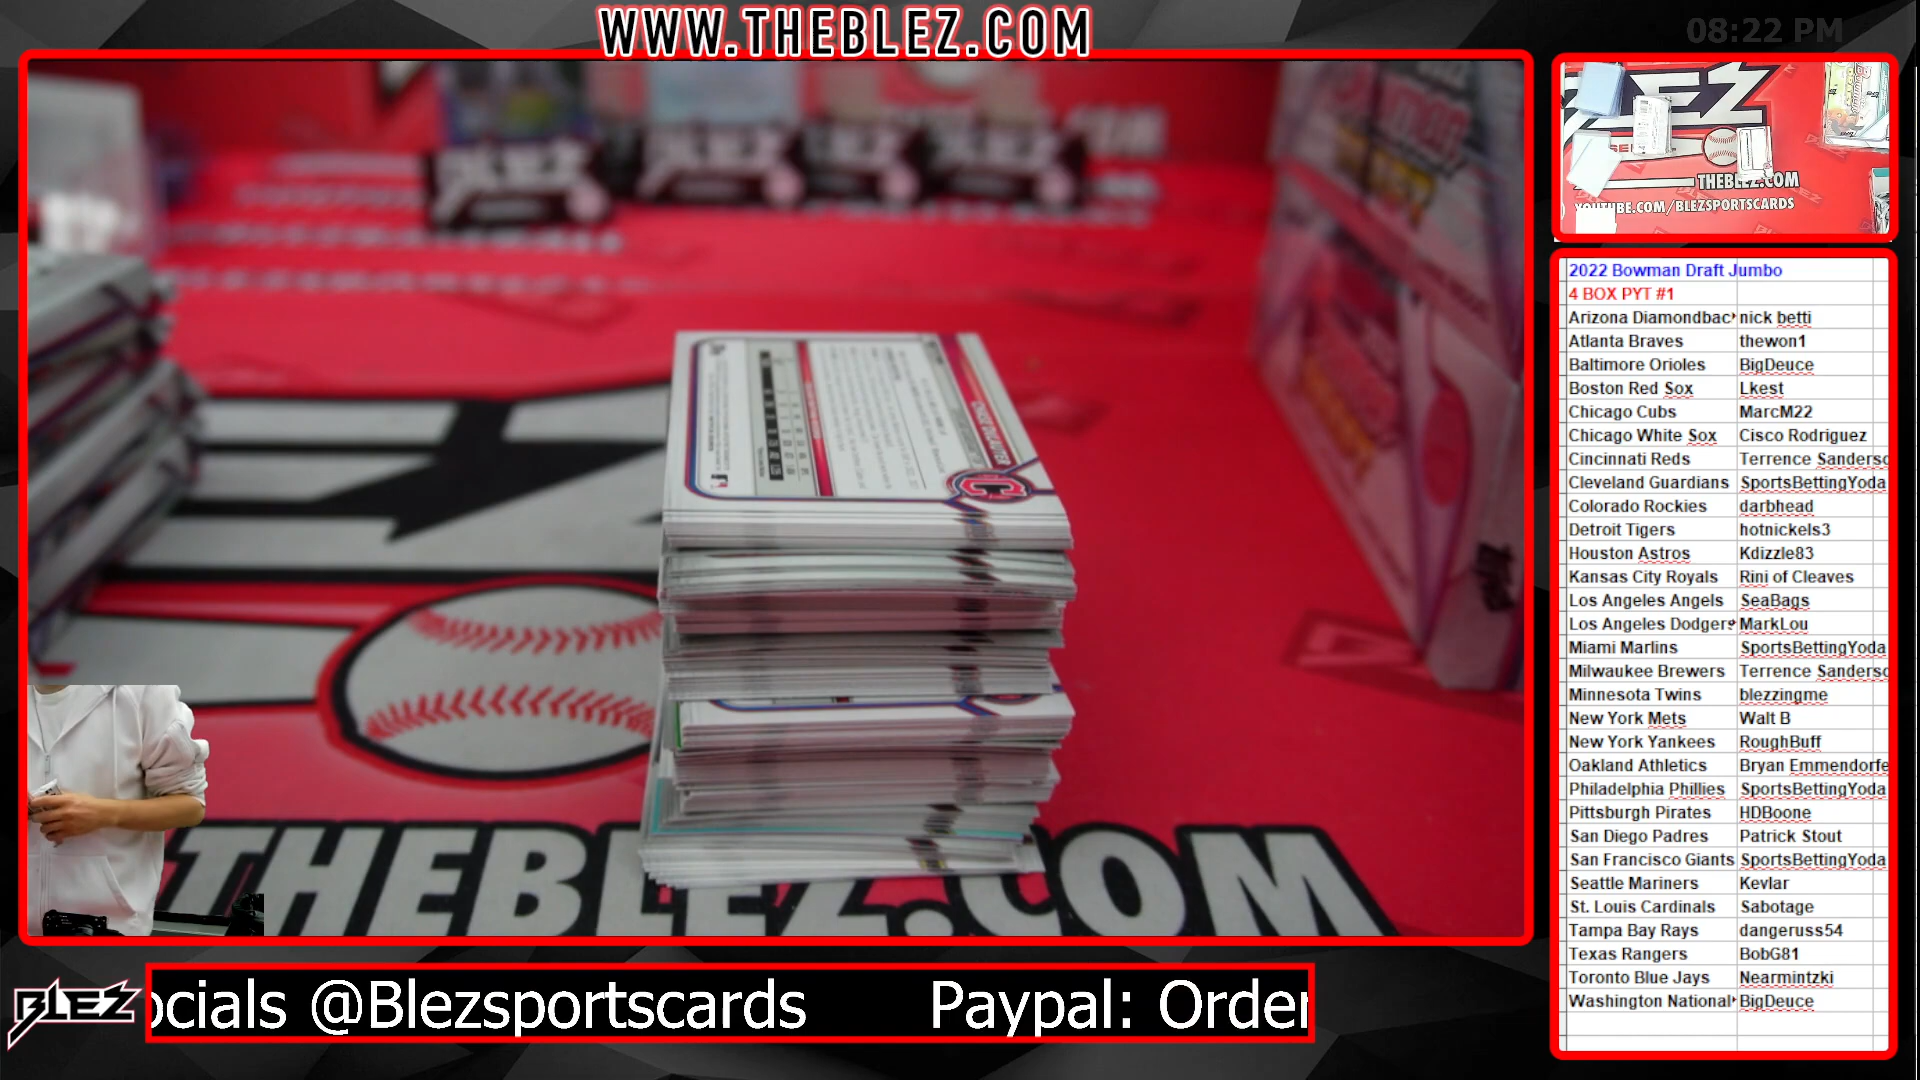 WWW.THEBLEZ.COM
08:22 PM
BLEZ
BLEZ
BLEZ
THEBLEZ.COM
THEBLEZ.COM
YOUTUBE.COM/BLEZSPORTSCARDS
2022 Bowman Draft Jumbo
4 BOX PYT #1
Arizona Diamondbac nick betti
Atlanta Braves thewon1
Baltimore Orioles BigDeuce
Boston Red Sox Lkest
Chicago Cubs MarcM22
Chicago White Sox Cisco Rodriguez
Cincinnati Reds Terrence Sanderso
Cleveland Guardians SportsBettingYoda
Colorado Rockies darbhead
Detroit Tigers hotnickels3
Houston Astros Kdizzle83
Kansas City Royals Rini of Cleaves
Los Angeles Angels SeaBags
Los Angeles Dodgers MarkLou
Miami Marlins SportsBettingYoda
Milwaukee Brewers Terrence Sanderso
Minnesota Twins blezzingme
New York Mets Walt B
New York Yankees RoughBuff
Oakland Athletics Bryan Emmendorfe
Philadelphia Phillies SportsBettingYoda
Pittsburgh Pirates HDBoone
San Diego Padres Patrick Stout
San Francisco Giants SportsBettingYoda
Seattle Mariners Kevlar
St. Louis Cardinals Sabotage
Tampa Bay Rays dangeruss54
Texas Rangers BobG81
Toronto Blue Jays Nearmintzki
Washington National BigDeuce
BLEZ
ocials @Blezsportscards Paypal: Order